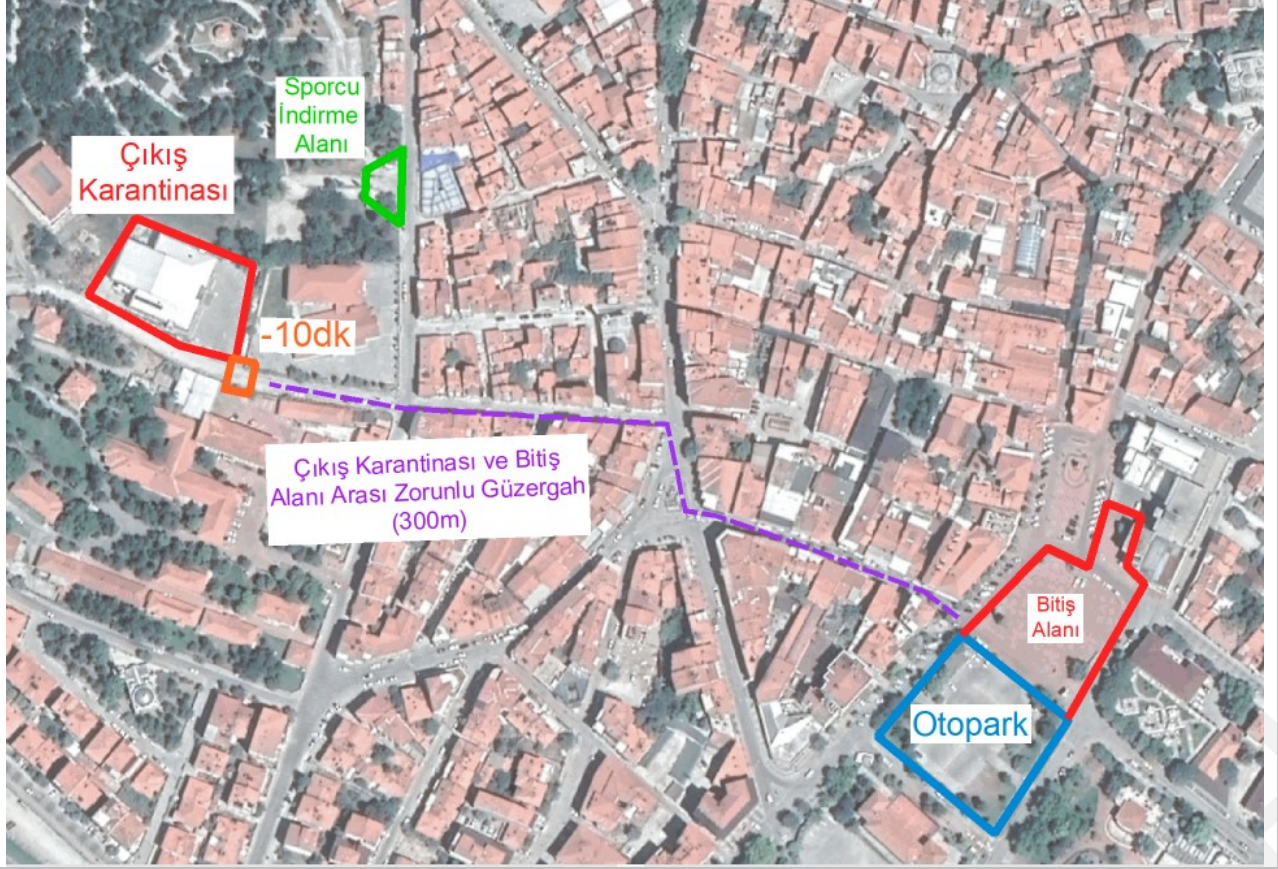 Sporcu
İndirme
Alanı
Çıkış
Karantinası
-10dk
Çıkış Karantinası ve Bitiş
Alanı Arası Zorunlu Güzergah
(300m)
Bitiş
Alanı
Otopark